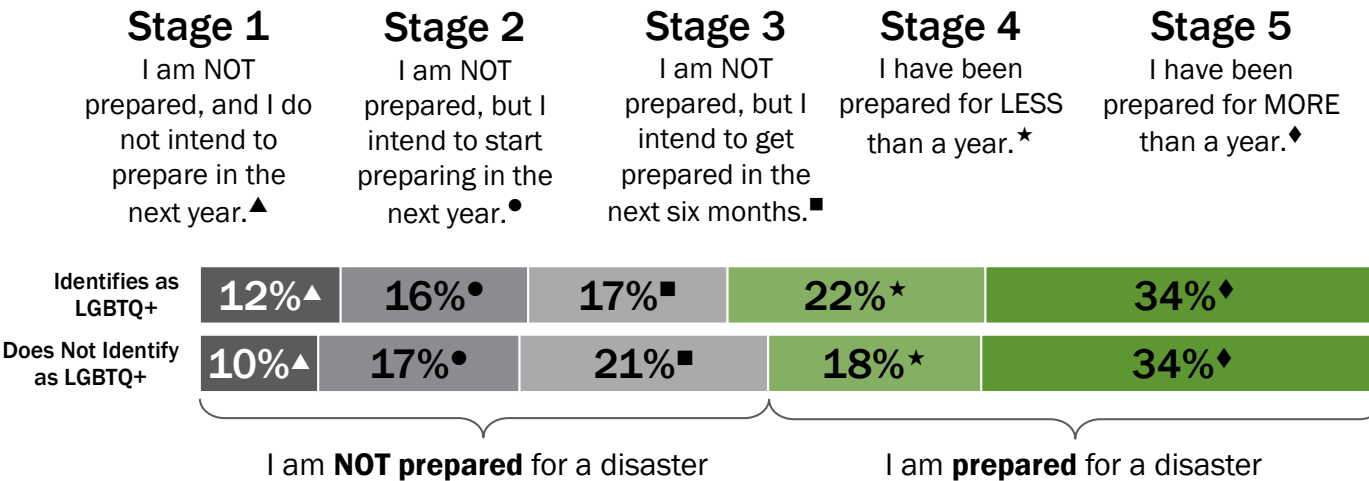 Stage 1
I am NOT
prepared, and I do
not intend to
prepare in the
next year.▲
Stage 2
I am NOT
prepared, but I
intend to start
preparing in the
next year.●
Stage 3
I am NOT
prepared, but I
intend to get
prepared in the
next six months.■
Stage 4
I have been
prepared for LESS
than a year.★
Stage 5
I have been
prepared for MORE
than a year.♦
Identifies as
LGBTQ+
12%▲ 16%● 17%■ 22%★ 34%♦
Does Not Identify
as LGBTQ+
10%▲ 17%● 21%■ 18%★ 34%♦
I am NOT prepared for a disaster
I am prepared for a disaster